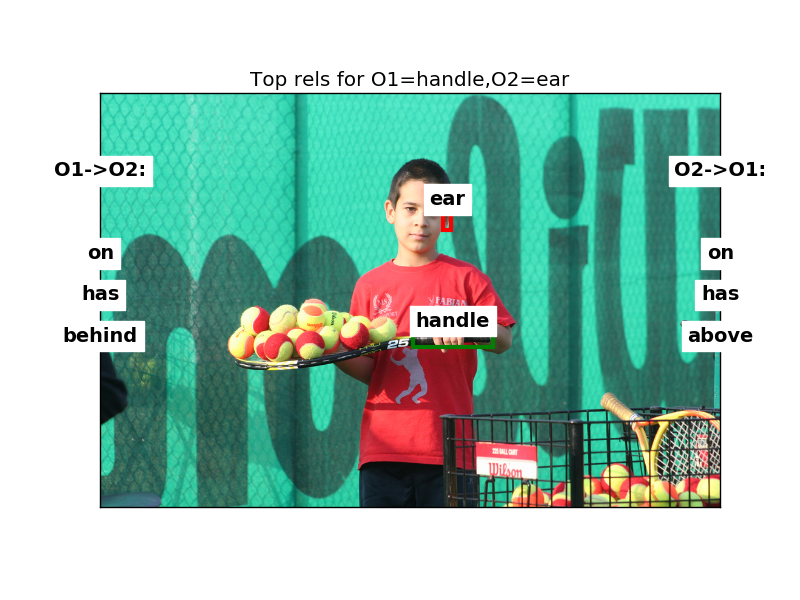 Top rels for O1=handle,O2=ear
O1->O2:
O2->O1:
ear
on
on
has
has
FABIAN
handle
behind
above
25
Wilson